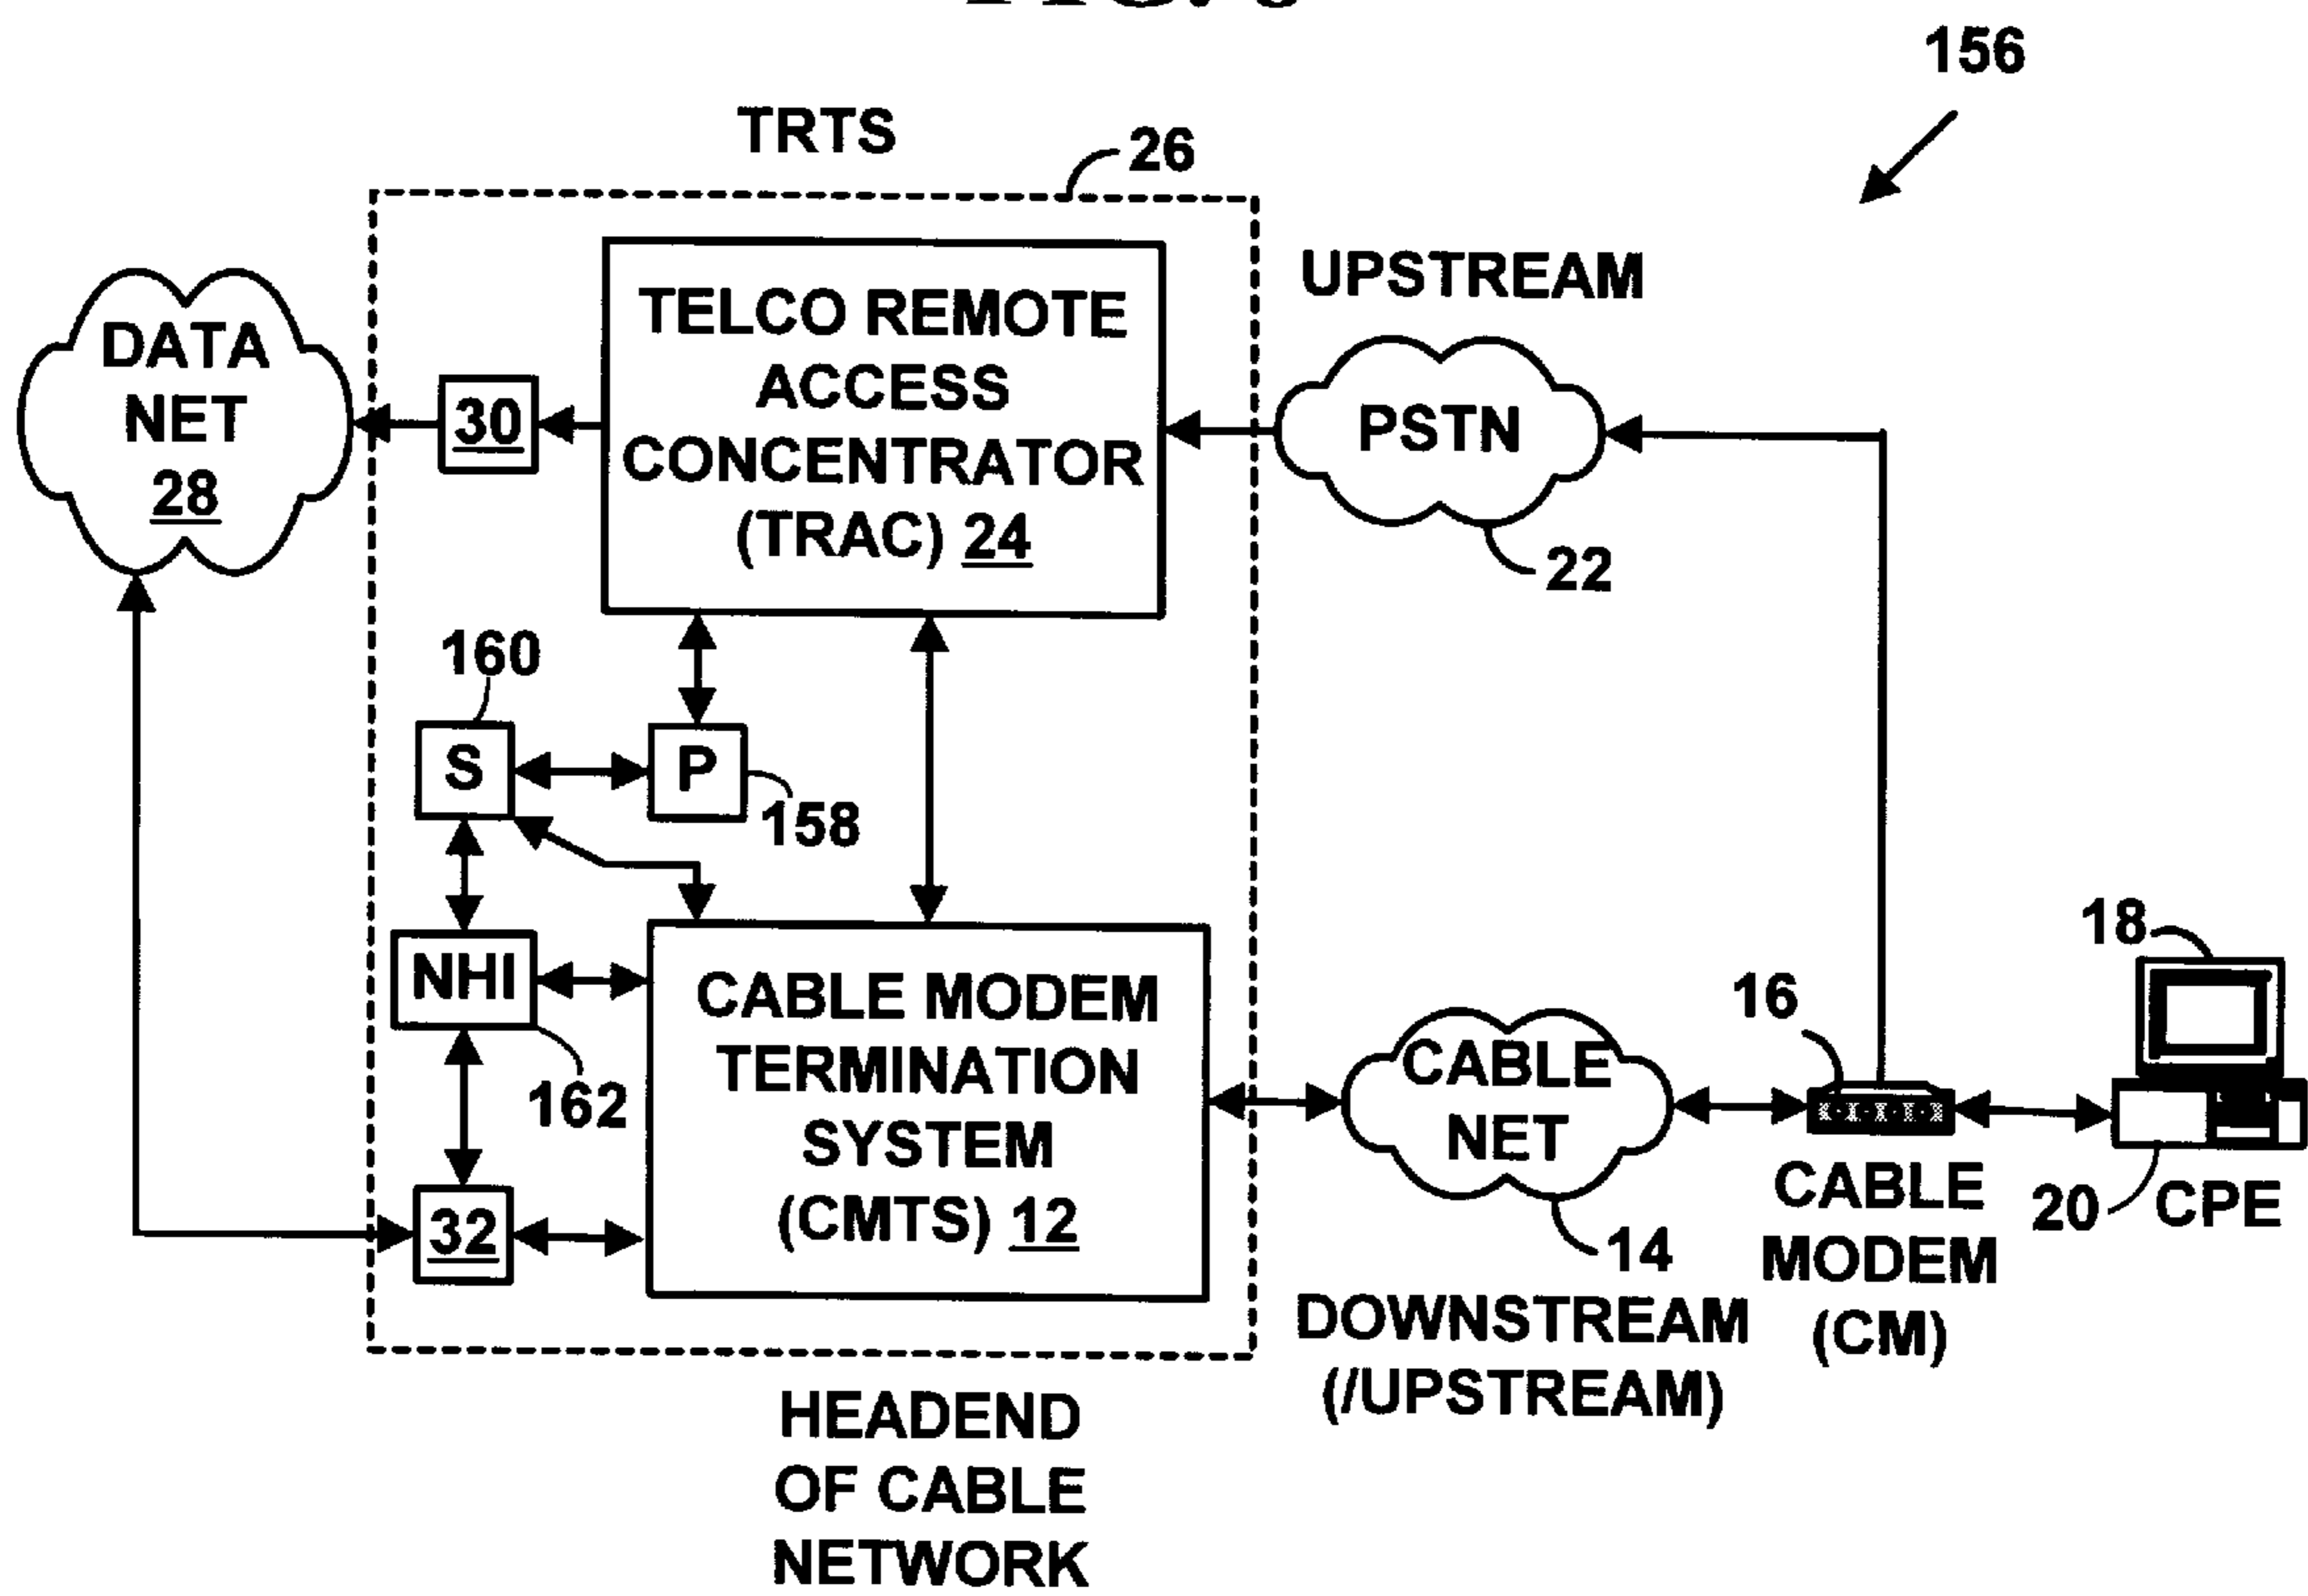 156
TRTS
26
UPSTREAM
TELCO REMOTE
ACCESS
CONCENTRATOR
(TRAC) 24
DATA
NET
28
30
PSTN
22
160
S
P
158
NHI
162
32
CABLE MODEM
TERMINATION
SYSTEM
(CMTS) 12
CABLE
NET
14
16
18
20
CPE
CABLE
MODEM
(CM)
DOWNSTREAM
(/UPSTREAM)
HEADEND
OF CABLE
NETWORK